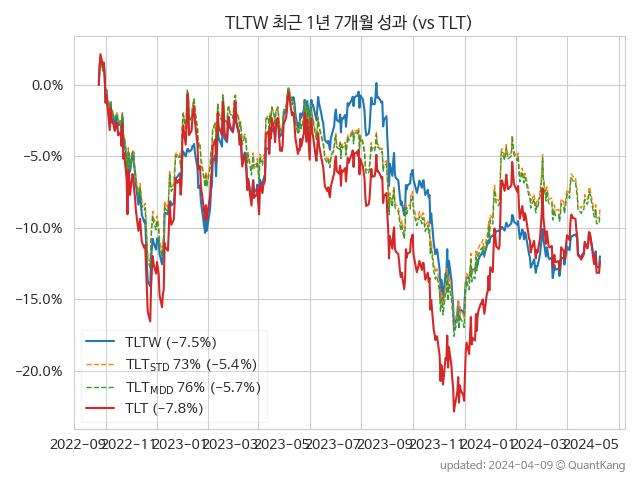 TLTW 최근 1년 7개월 성과 (vs TLT)
0.0%
−5.0%
−10.0%
−15.0%
−20.0%
TLTW (−7.5%)
TLT_STD 73% (−5.4%)
TLT_MDD 76% (−5.7%)
TLT (−7.8%)
2022-09 2022-11 2023-01 2023-03 2023-05 2023-07 2023-09 2023-11 2024-01 2024-03 2024-05
updated: 2024-04-09 © QuantKang